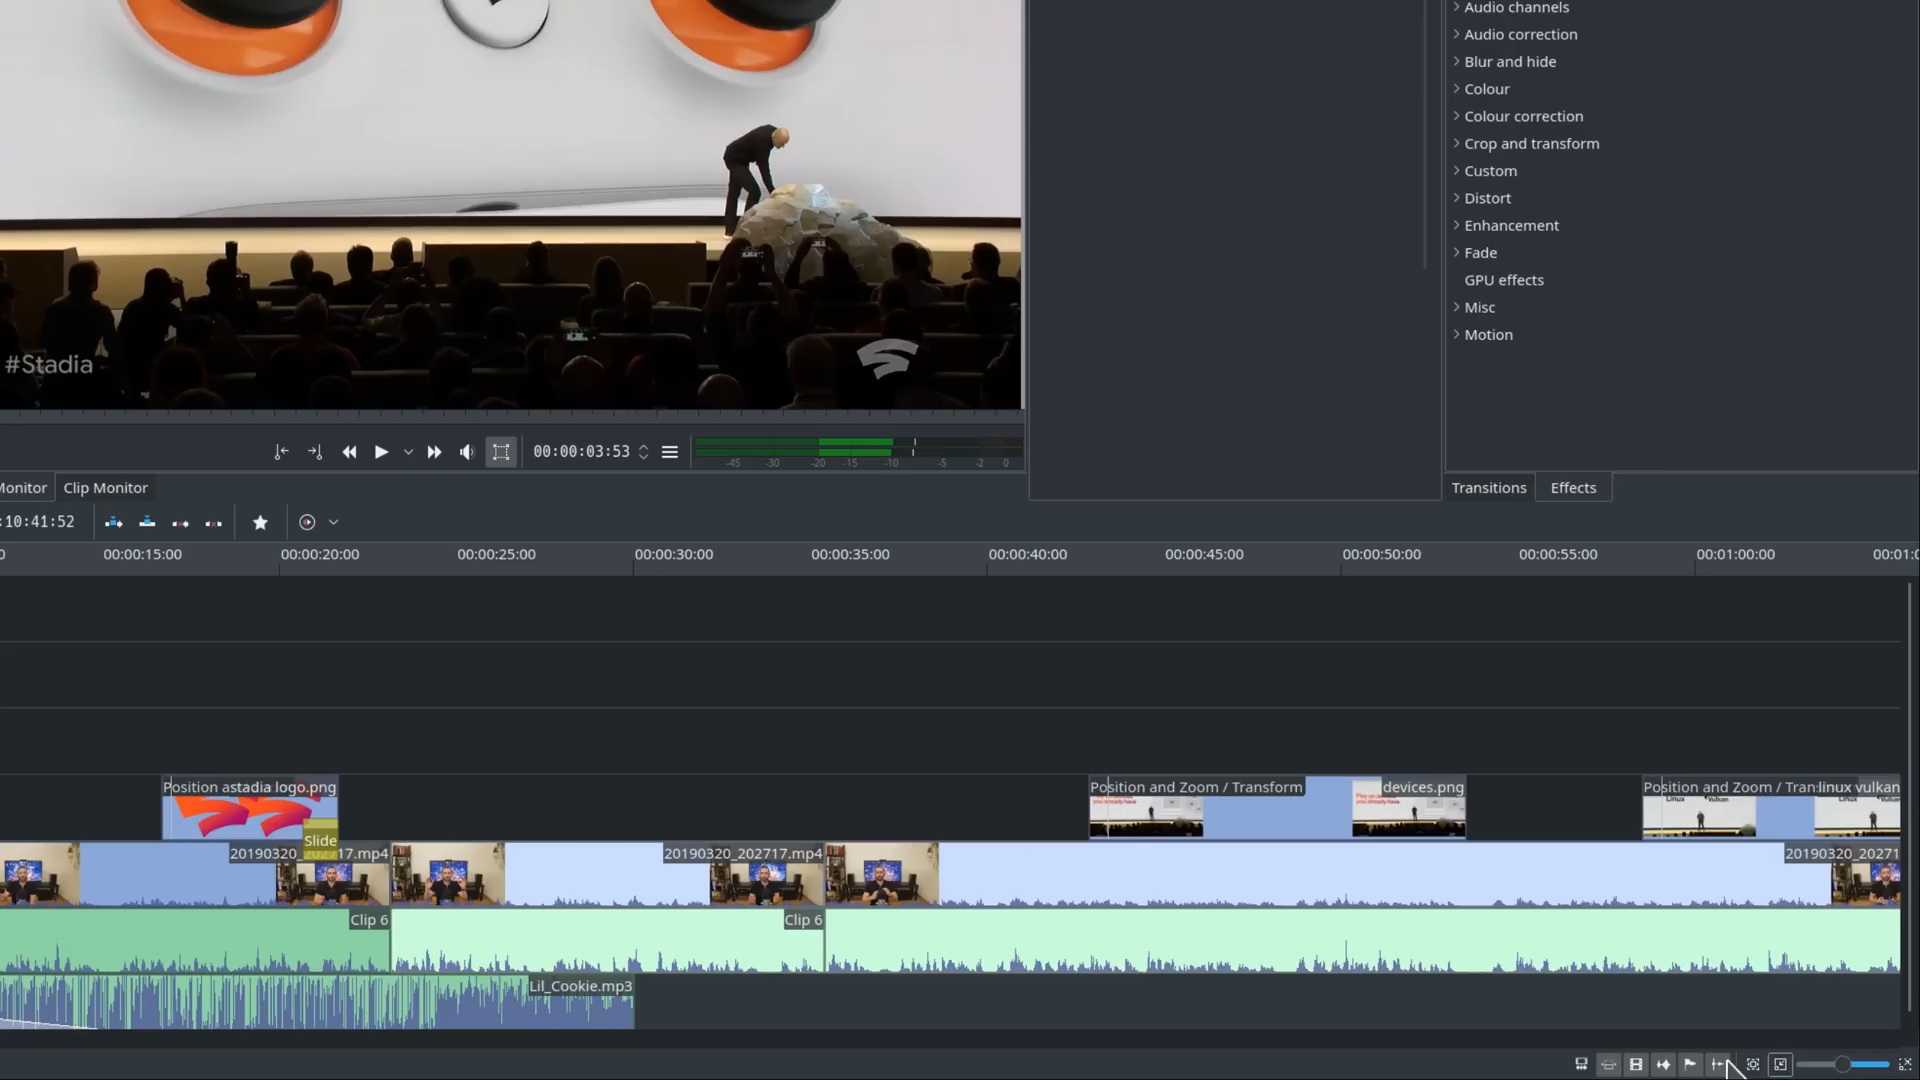 Audio channels
Audio correction
Blur and hide
Colour
Colour correction
Crop and transform
Custom
Distort
Enhancement
Fade
GPU effects
Misc
Motion
#Stadia
00:00:03:53
-45 -30 -20 -15 -10 -5 -2 0
Monitor Clip Monitor
Transitions Effects
:10:41:52
0 00:00:15:00 00:00:20:00 00:00:25:00 00:00:30:00 00:00:35:00 00:00:40:00 00:00:45:00 00:00:50:00 00:00:55:00 00:01:00:00 00:01:0
Position astadia logo.png
Position and Zoom / Transform devices.png
Position and Zoom / Tran:linux vulkan
Slide
20190320_202717.mp4 20190320_202717.mp4 20190320_20271
Clip 6 Clip 6
Lil_Cookie.mp3